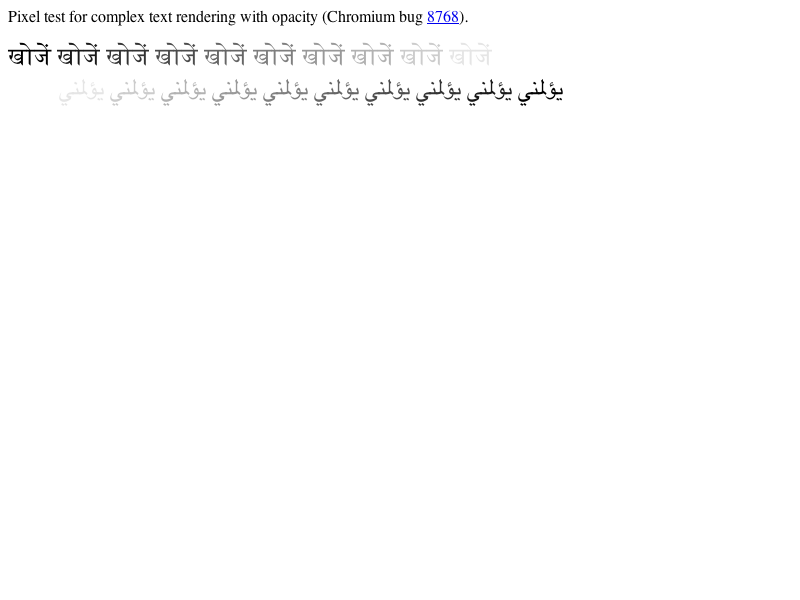 Pixel test for complex text rendering with opacity (Chromium bug 8768).
खोजें खोजें खोजें खोजें खोजें खोजें खोजें खोजें खोजें खोजें
يؤلمني يؤلمني يؤلمني يؤلمني يؤلمني يؤلمني يؤلمني يؤلمني يؤلمني يؤلمني